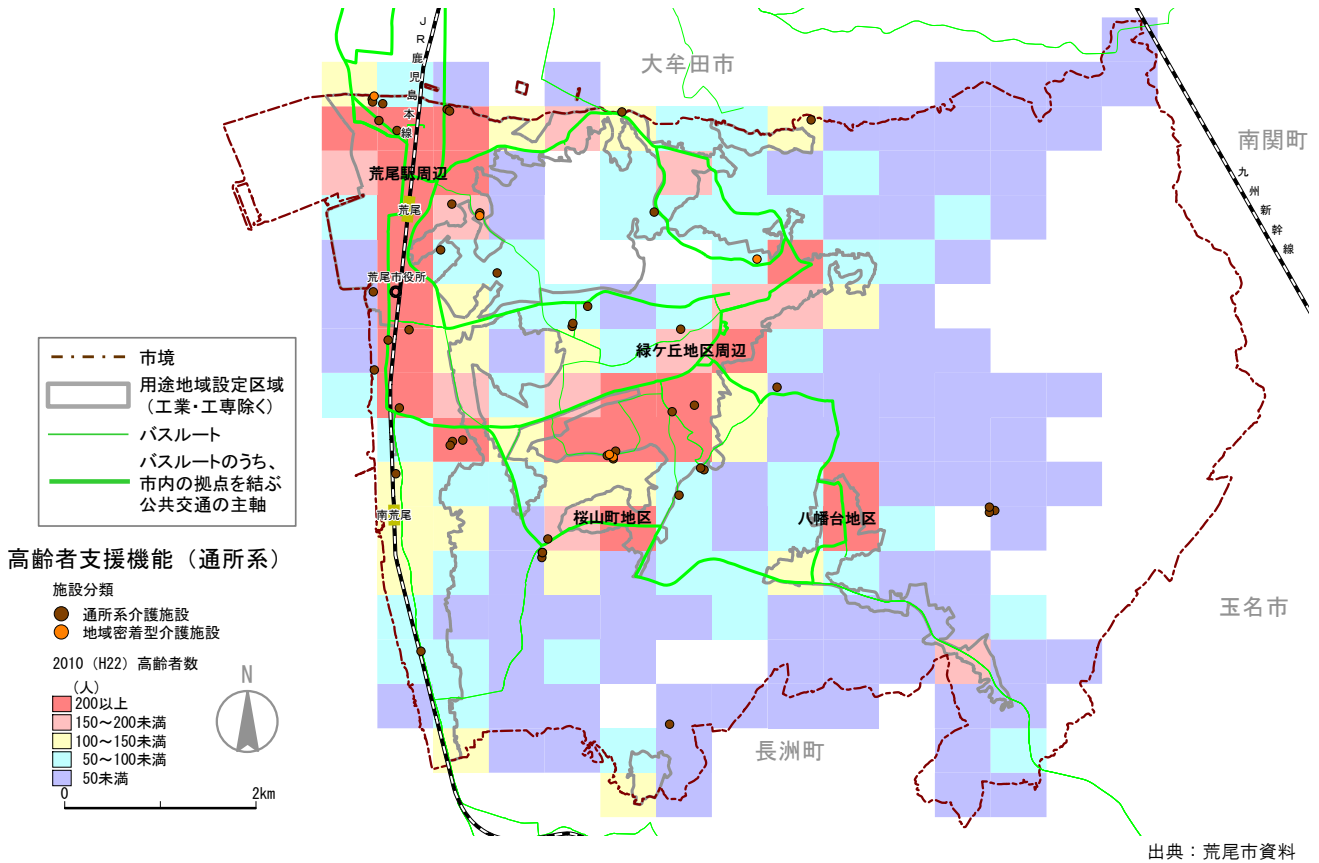 JR鹿児島本線
大牟田市
南関町
九州新幹線
荒尾駅周辺
荒尾
荒尾市役所
緑ケ丘地区周辺
市境
用途地域設定区域
(工業・工専除く)
バスルート
バスルートのうち、
市内の拠点を結ぶ
公共交通の主軸
南荒尾
桜山町地区
八幡台地区
高齢者支援機能(通所系)
施設分類
通所系介護施設
地域密着型介護施設
玉名市
2010(H22)高齢者数
(人)
200以上
150~200未満
100~150未満
50~100未満
50未満
N
長洲町
0 2km
出典:荒尾市資料